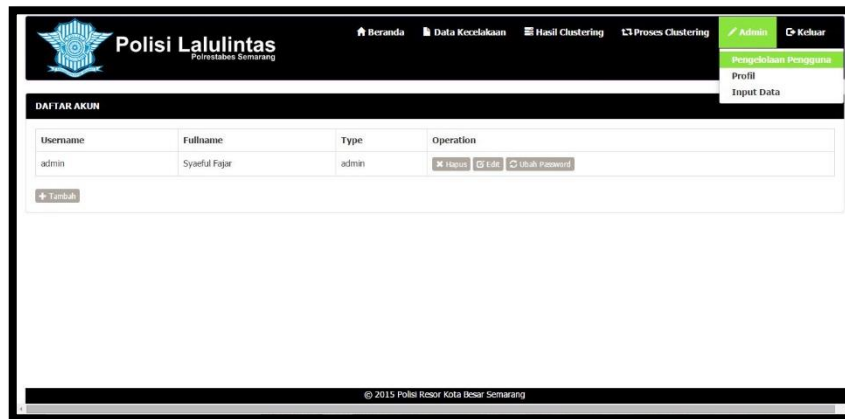 Polisi Lalulintas
Polrestabes Semarang
Beranda Data Kecelakaan Hasil Clustering Proses Clustering Admin Keluar
Pengelolaan Pengguna
Profil
Input Data
DAFTAR AKUN
Username Fullname Type Operation
admin Syaeful Fajar admin Hapus Edit Ubah Password
Tambah
© 2015 Polisi Resor Kota Besar Semarang